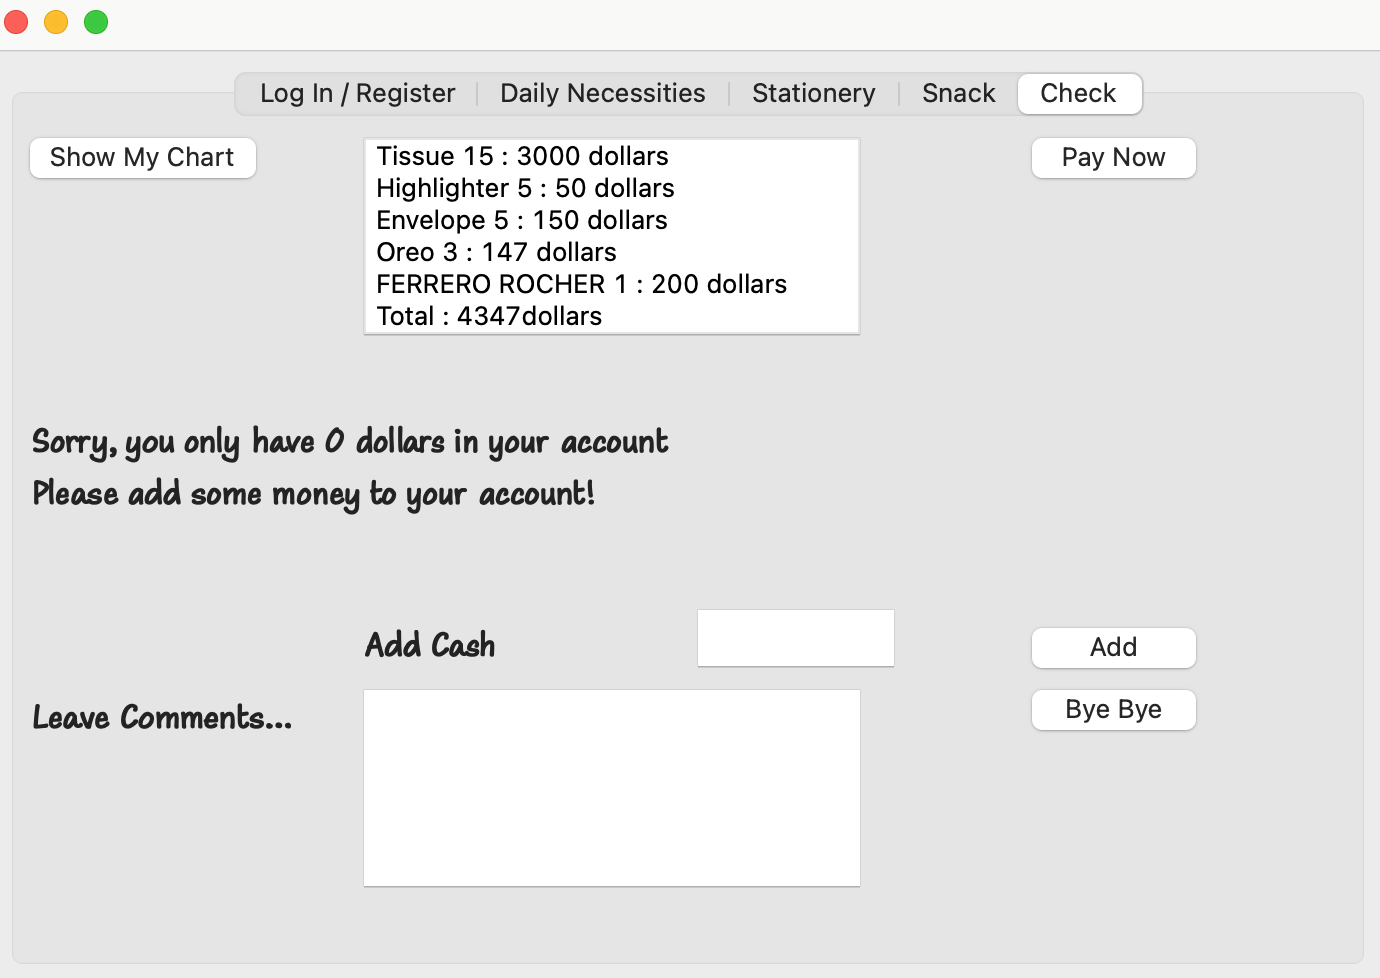 Log In / Register
Daily Necessities
Stationery
Snack
Check
Show My Chart
Tissue 15 : 3000 dollars
Highlighter 5 : 50 dollars
Envelope 5 : 150 dollars
Oreo 3 : 147 dollars
FERRERO ROCHER 1 : 200 dollars
Total : 4347dollars
Pay Now
Sorry, you only have 0 dollars in your account
Please add some money to your account!
Add Cash
Add
Leave Comments...
Bye Bye